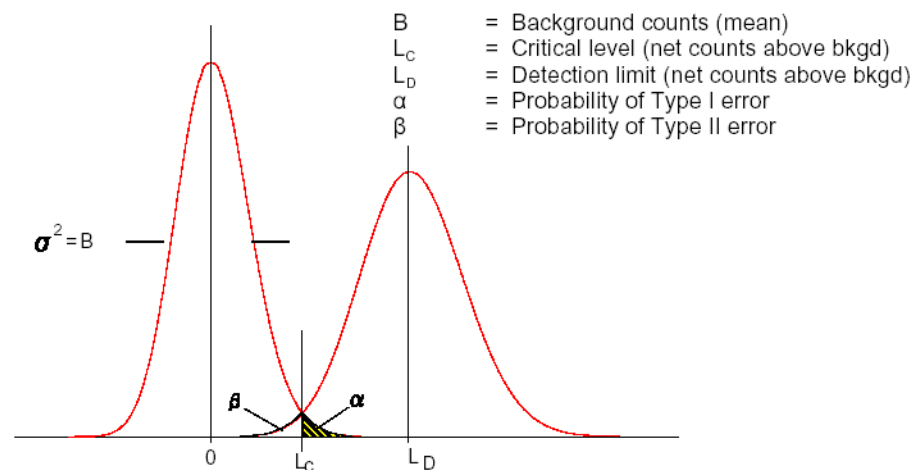 B = Background counts (mean)
L_C = Critical level (net counts above bkgd)
L_D = Detection limit (net counts above bkgd)
α = Probability of Type I error
β = Probability of Type II error
σ² = B
β
α
0
L_C
L_D